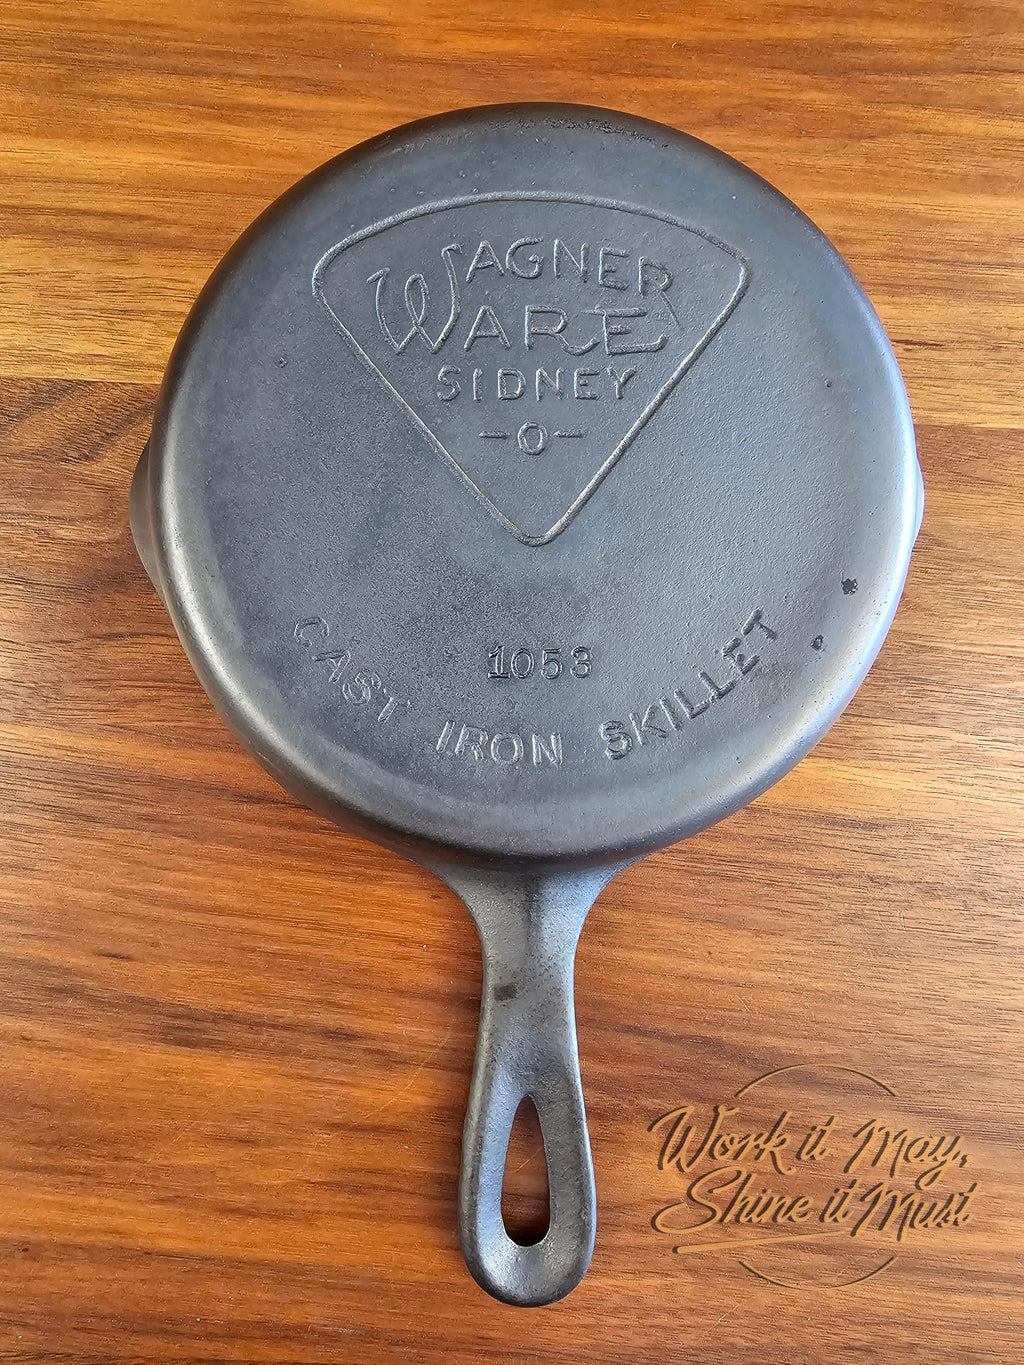 WAGNER
WARE
SIDNEY
-O-
1053
CAST IRON SKILLET
Work it May,
Shine it Must